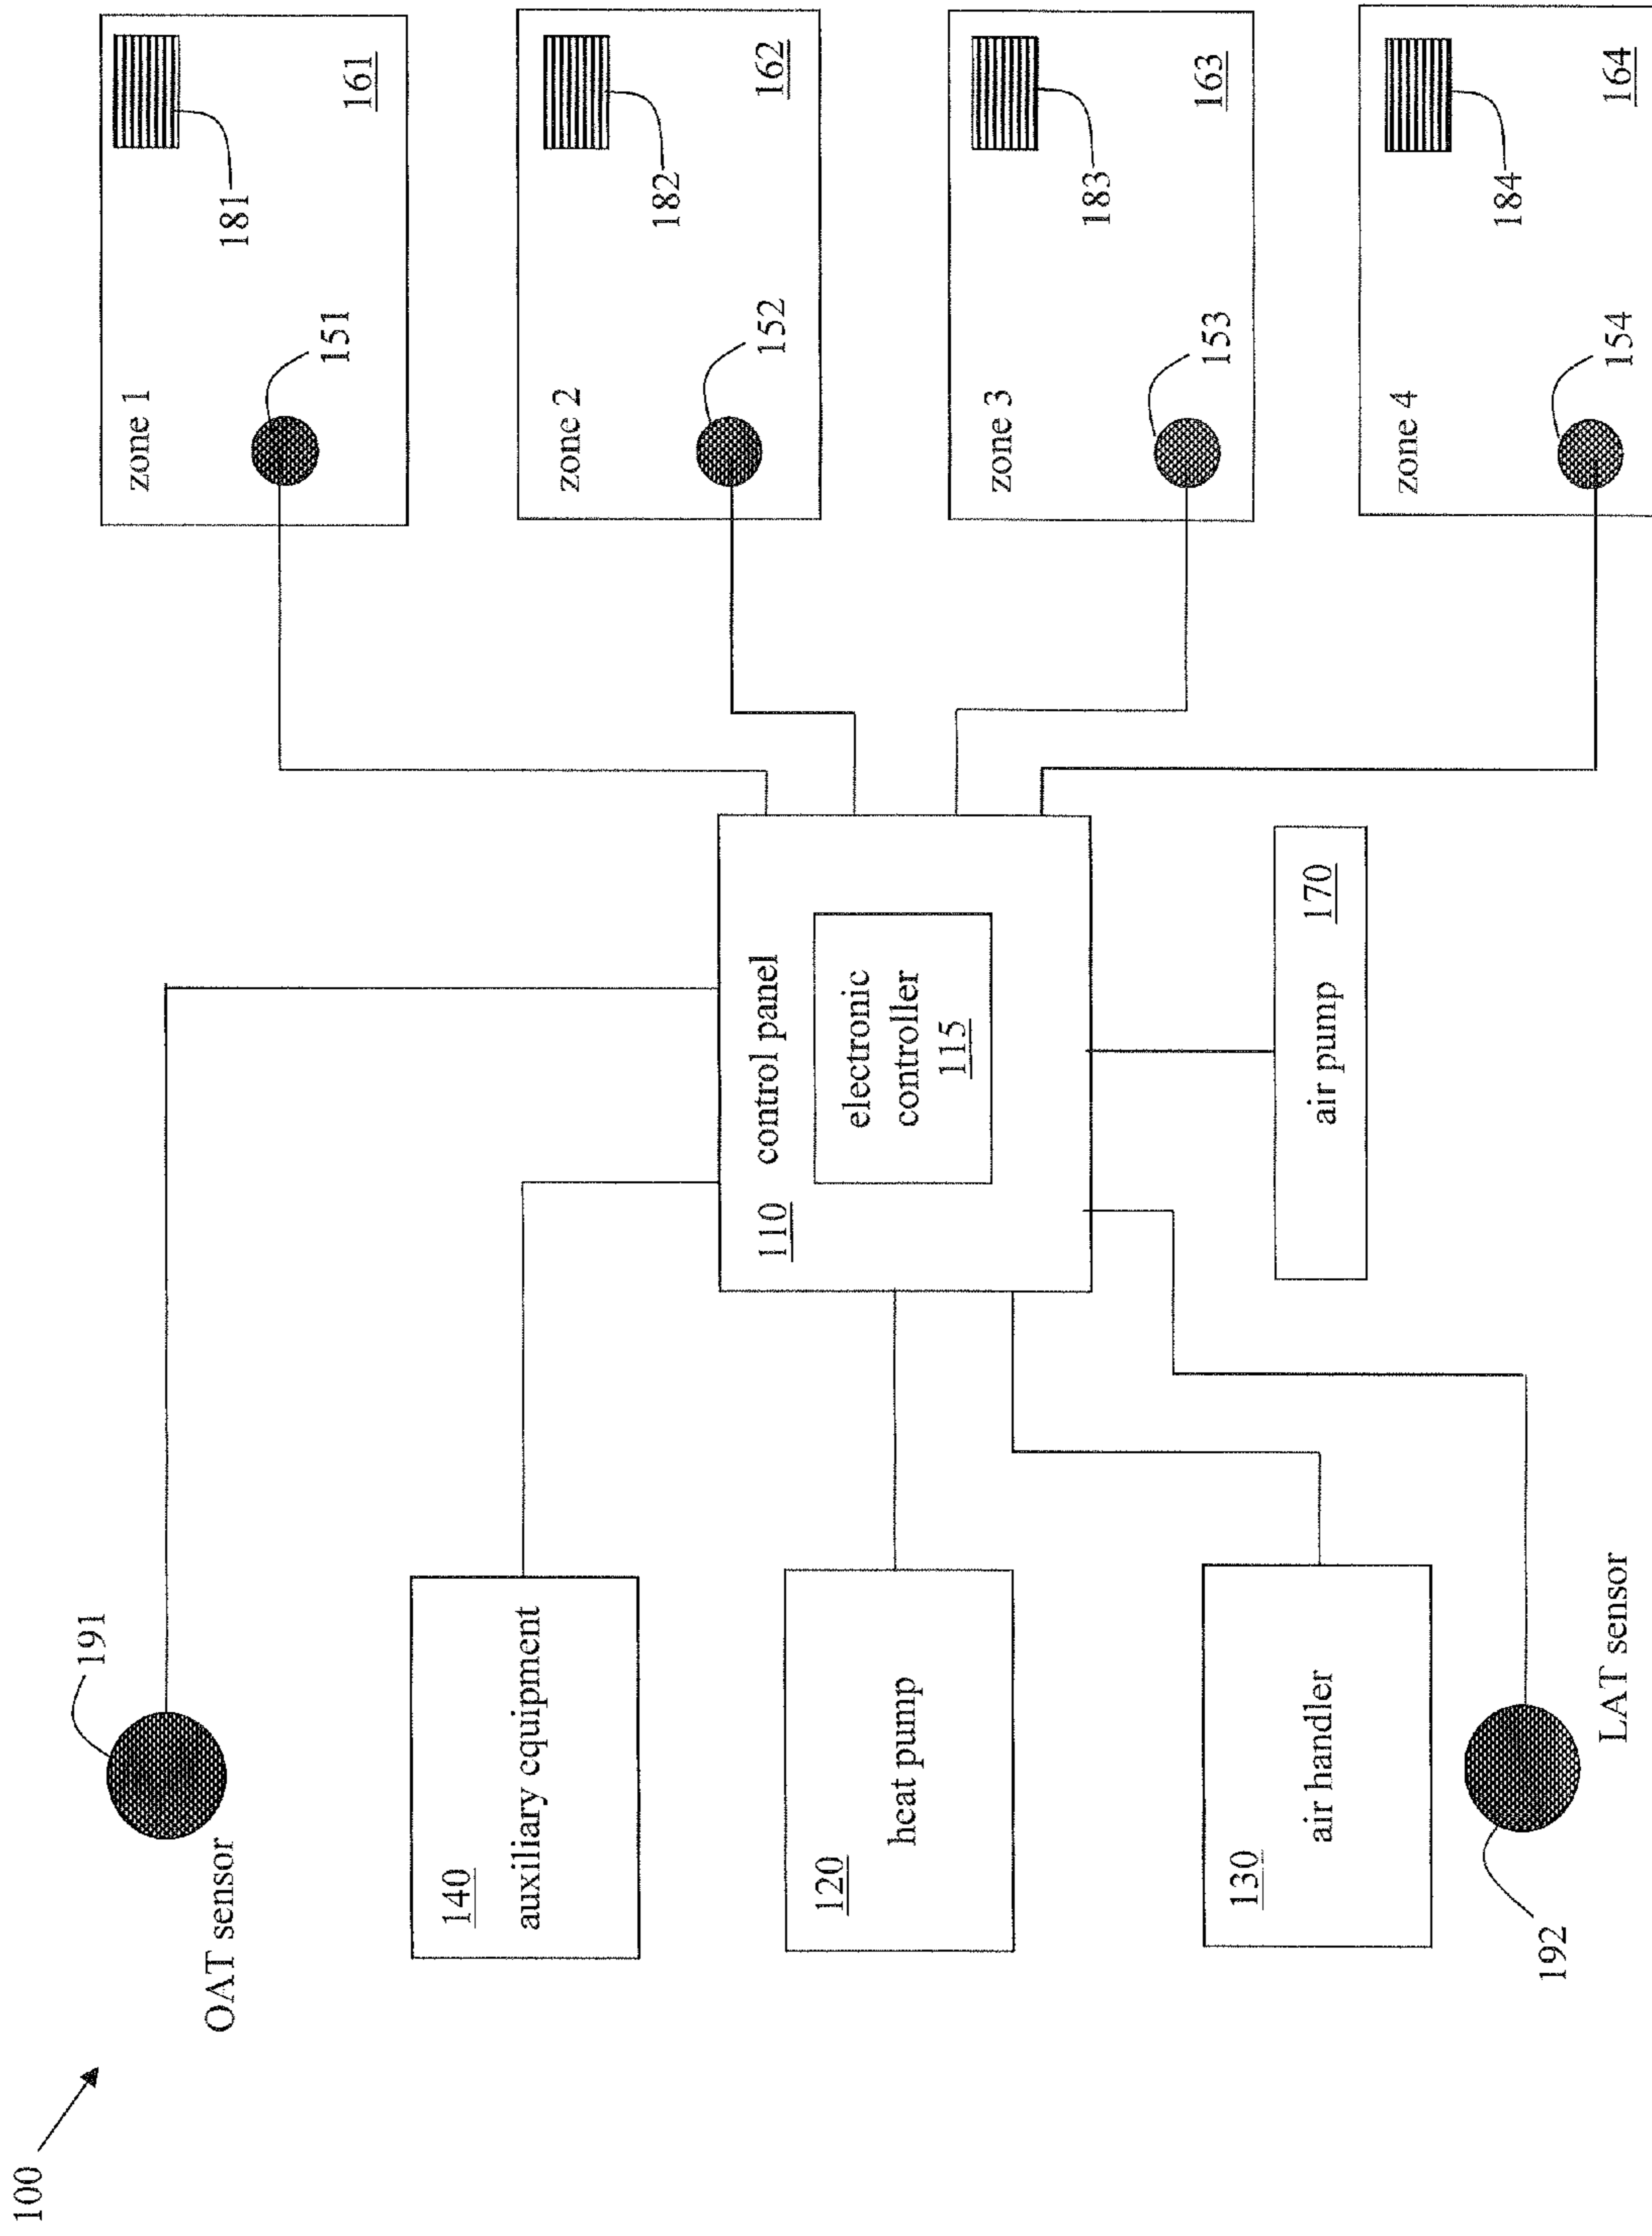 100
OAT sensor
191
140
auxiliary equipment
120
heat pump
130
air handler
192
LAT sensor
110 control panel
electronic
controller
115
air pump 170
zone 1
151
181
161
zone 2
152
182
162
zone 3
153
183
163
zone 4
154
184
164